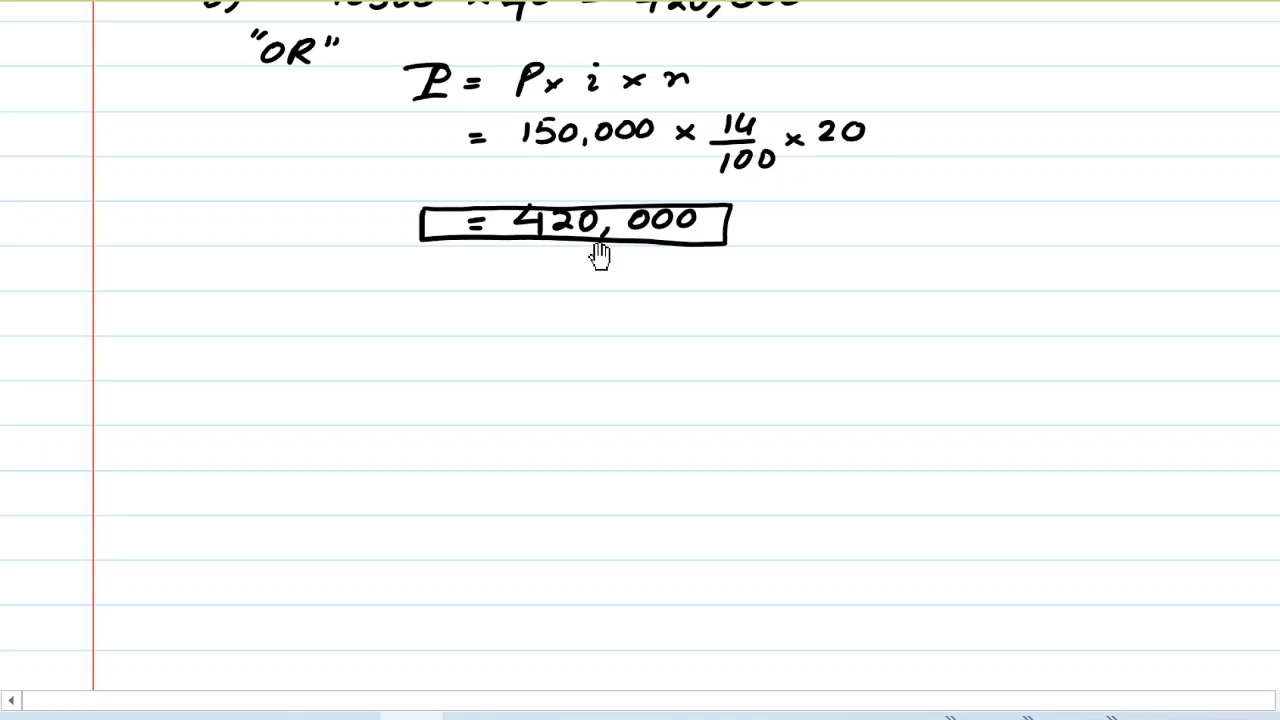 "OR"
I = P × i × n
= 150,000 × 14/100 × 20
= 420,000